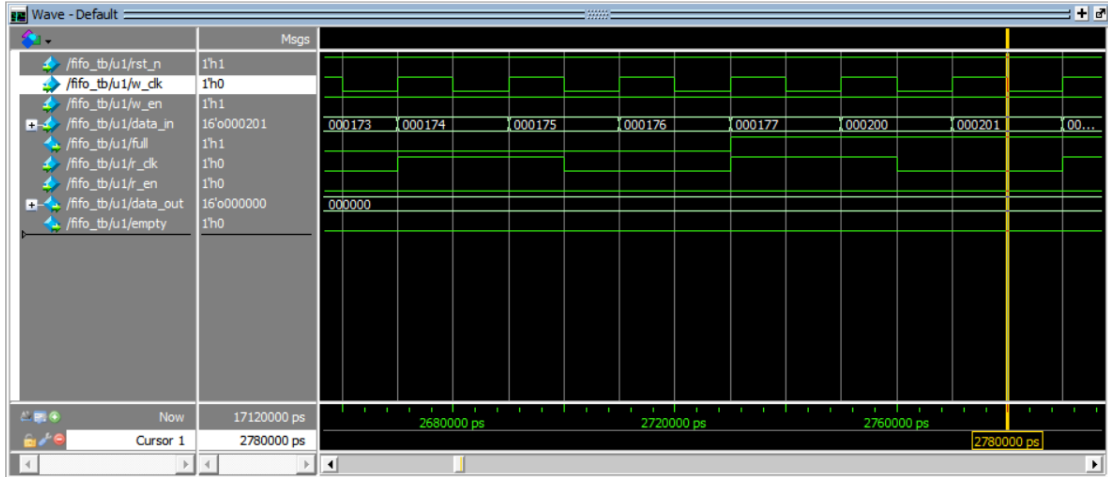 Wave - Default
Msgs
/fifo_tb/u1/rst_n 1'h1
/fifo_tb/u1/w_clk 1'h0
/fifo_tb/u1/w_en 1'h1
/fifo_tb/u1/data_in 16'o000201 000173 000174 000175 000176 000177 000200 000201 00...
/fifo_tb/u1/full 1'h1
/fifo_tb/u1/r_clk 1'h0
/fifo_tb/u1/r_en 1'h0
/fifo_tb/u1/data_out 16'o000000 000000
/fifo_tb/u1/empty 1'h0
Now 17120000 ps 2680000 ps 2720000 ps 2760000 ps
Cursor 1 2780000 ps 2780000 ps